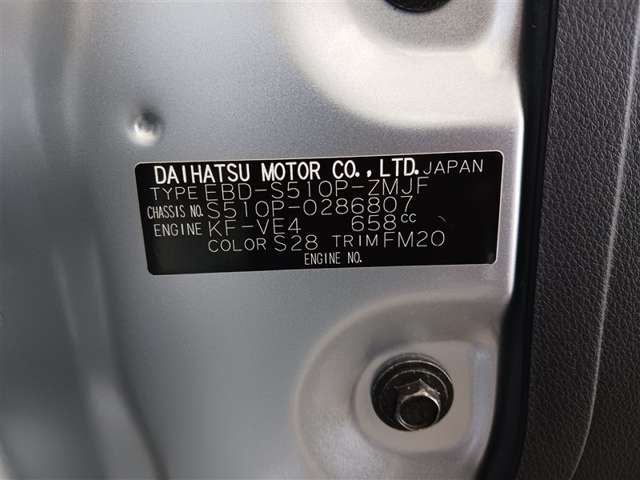 DAIHATSU MOTOR CO.,LTD. JAPAN
TYPE EBD-S510P-ZMJF
CHASSIS NO. S510P-0286807
ENGINE KF-VE4 658cc
COLOR S28 TRIM FM20
ENGINE NO.